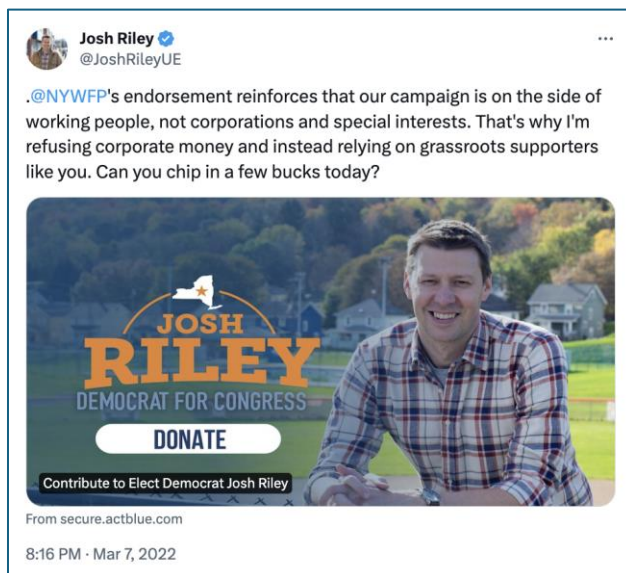 Josh Riley
@JoshRileyUE
.@NYWFP's endorsement reinforces that our campaign is on the side of
working people, not corporations and special interests. That's why I'm
refusing corporate money and instead relying on grassroots supporters
like you. Can you chip in a few bucks today?
JOSH
RILEY
DEMOCRAT FOR CONGRESS
DONATE
Contribute to Elect Democrat Josh Riley
From secure.actblue.com
8:16 PM · Mar 7, 2022